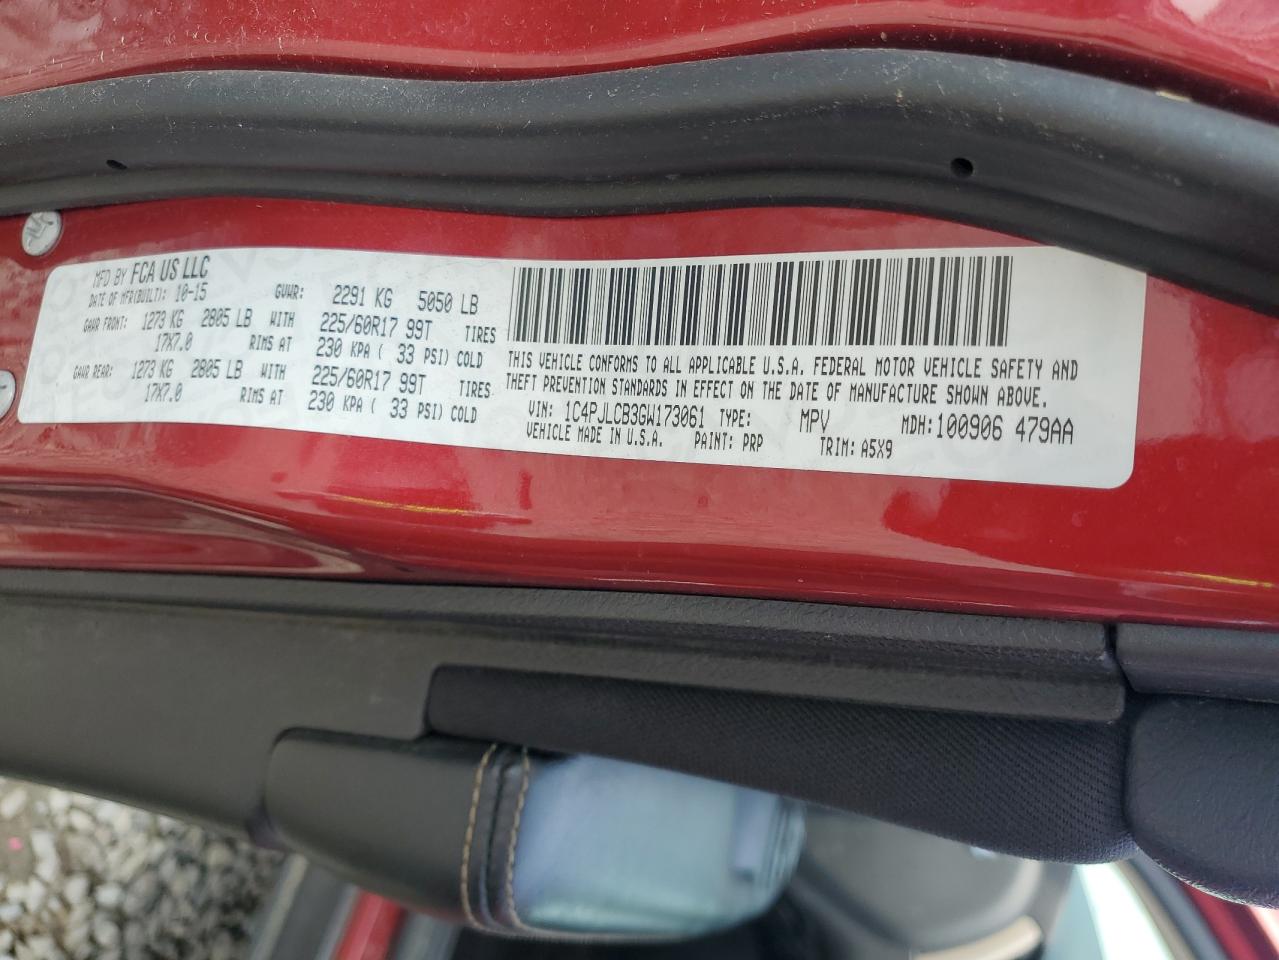 MFD BY FCA US LLC
DATE OF MFR(BUILT): 10-15 GVWR: 2291 KG 5050 LB
GAWR FRONT: 1273 KG 2805 LB WITH 225/60R17 99T TIRES
17X7.0 RIMS AT 230 KPA ( 33 PSI) COLD
GAWR REAR: 1273 KG 2805 LB WITH 225/60R17 99T TIRES
17X7.0 RIMS AT 230 KPA ( 33 PSI) COLD
THIS VEHICLE CONFORMS TO ALL APPLICABLE U.S.A. FEDERAL MOTOR VEHICLE SAFETY AND
THEFT PREVENTION STANDARDS IN EFFECT ON THE DATE OF MANUFACTURE SHOWN ABOVE.
VIN: 1C4PJLCB3GW173061 TYPE: MPV MDH: 100906 479AA
VEHICLE MADE IN U.S.A. PAINT: PRP TRIM: A5X9